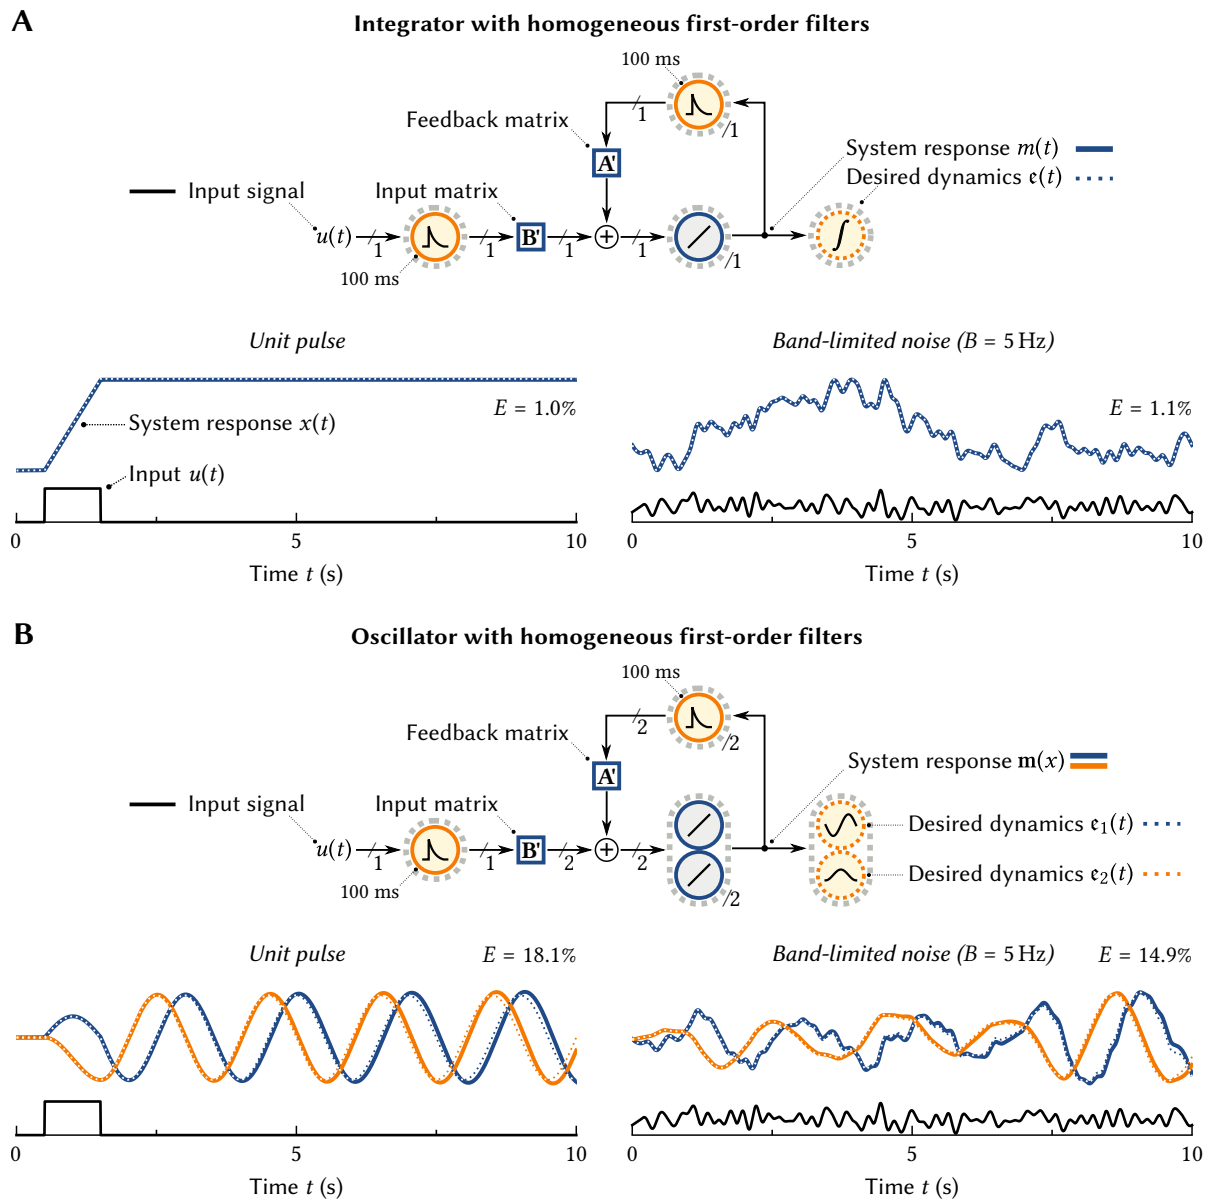 A
Integrator with homogeneous first-order filters
100 ms
/1
/1
Feedback matrix
A'
System response m(t)
Desired dynamics 𝔢(t)
Input signal
Input matrix
u(t)
/1
/1
B'
/1
+
/1
/1
100 ms
Unit pulse
Band-limited noise (B = 5 Hz)
E = 1.0%
E = 1.1%
System response x(t)
Input u(t)
0
5
10
0
5
10
Time t (s)
Time t (s)
B
Oscillator with homogeneous first-order filters
100 ms
/2
/2
Feedback matrix
A'
System response m(x)
Input signal
Input matrix
Desired dynamics 𝔢1(t)
u(t)
/1
/1
B'
/2
+
/2
/2
Desired dynamics 𝔢2(t)
100 ms
Unit pulse
E = 18.1%
Band-limited noise (B = 5 Hz)
E = 14.9%
0
5
10
0
5
10
Time t (s)
Time t (s)